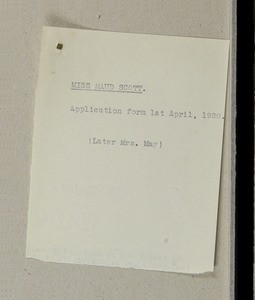 MISS MAUD SCOTT.
Application form 1st April, 1920.
(Later Mrs. May)